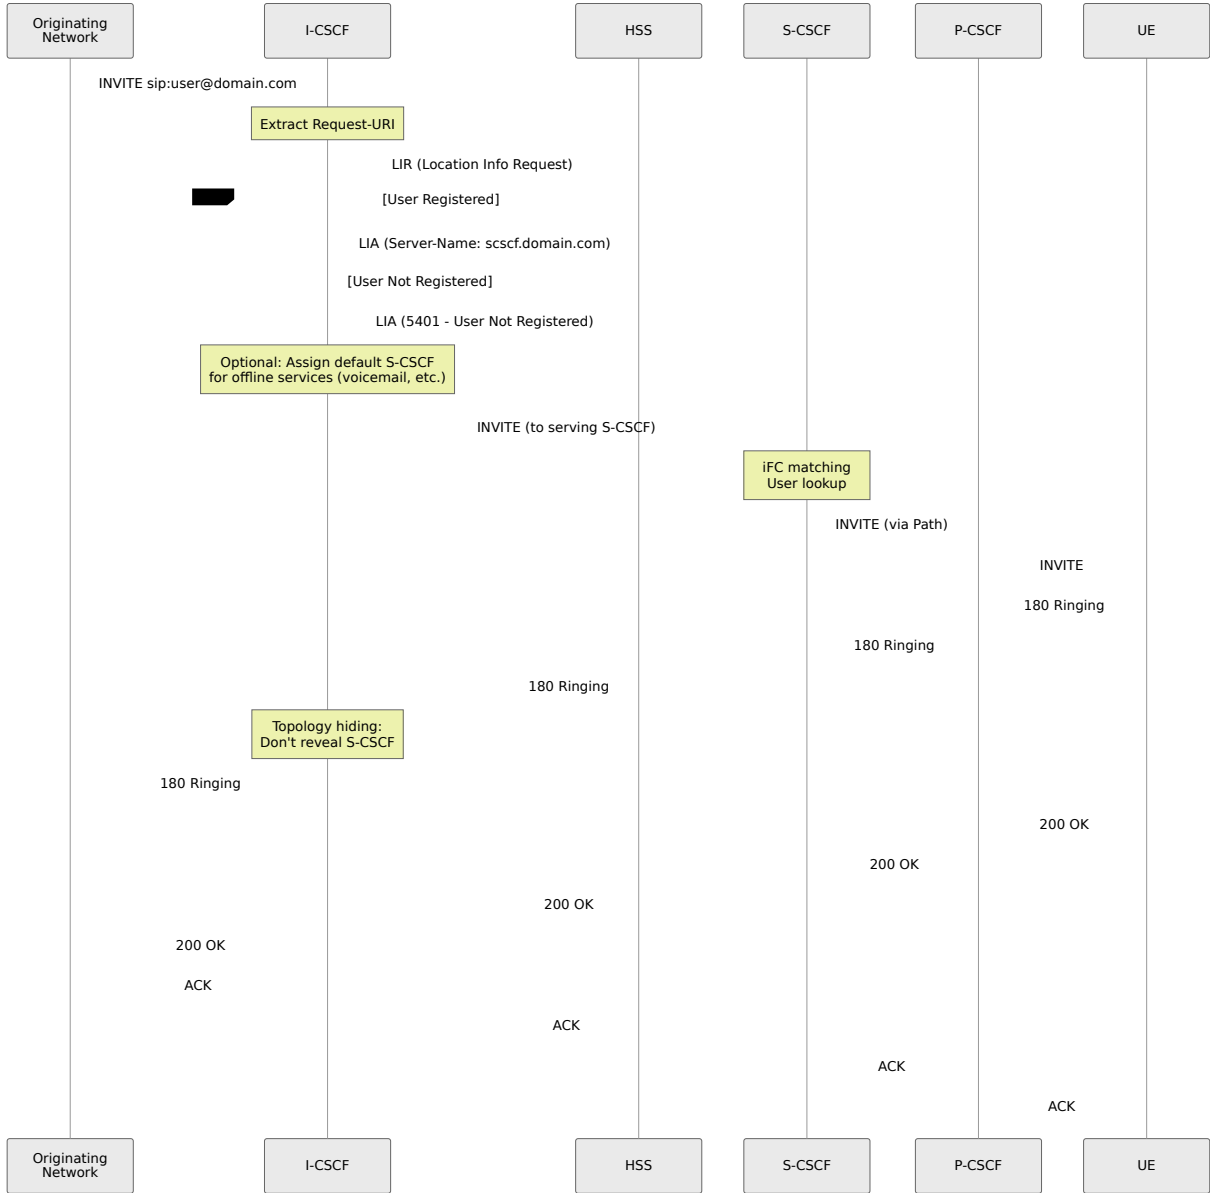 Originating
Network
I-CSCF
HSS
S-CSCF
P-CSCF
UE
INVITE sip:user@domain.com
Extract Request-URI
LIR (Location Info Request)
[User Registered]
LIA (Server-Name: scscf.domain.com)
[User Not Registered]
LIA (5401 - User Not Registered)
Optional: Assign default S-CSCF
for offline services (voicemail, etc.)
INVITE (to serving S-CSCF)
iFC matching
User lookup
INVITE (via Path)
INVITE
180 Ringing
180 Ringing
180 Ringing
Topology hiding:
Don't reveal S-CSCF
180 Ringing
200 OK
200 OK
200 OK
200 OK
ACK
ACK
ACK
ACK
Originating
Network
I-CSCF
HSS
S-CSCF
P-CSCF
UE